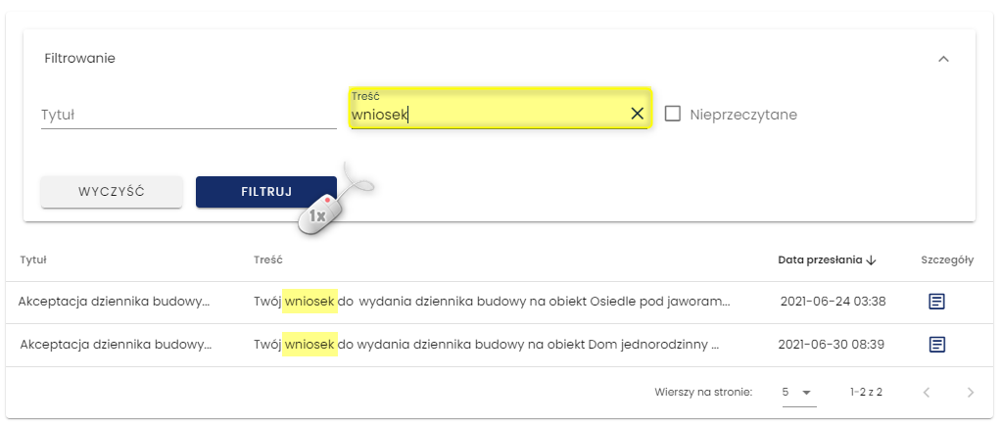 Filtrowanie
Treść
Tytuł wniosek Nieprzeczytane
WYCZYŚĆ FILTRUJ
1x
Tytuł Treść Data przesłania Szczegóły
Akceptacja dziennika budowy... Twój wniosek do wydania dziennika budowy na obiekt Osiedle pod jaworam... 2021-06-24 03:38
Akceptacja dziennika budowy... Twój wniosek do wydania dziennika budowy na obiekt Dom jednorodzinny ... 2021-06-30 08:39
Wierszy na stronie: 5 1-2 z 2